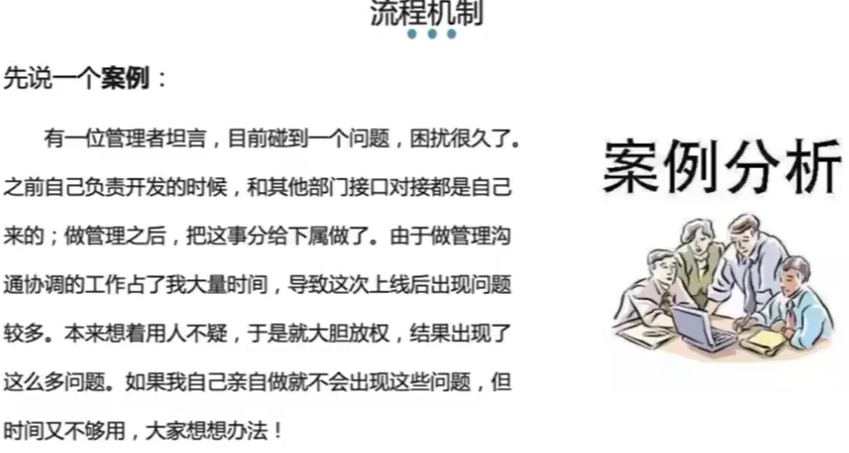 流程机制
先说一个案例：
有一位管理者坦言，目前碰到一个问题，困扰很久了。
之前自己负责开发的时候，和其他部门接口对接都是自己
来的；做管理之后，把这事分给下属做了。由于做管理沟
通协调的工作占了我大量时间，导致这次上线后出现问题
较多。本来想着用人不疑，于是就大胆放权，结果出现了
这么多问题。如果我自己亲自做就不会出现这些问题，但
时间又不够用，大家想想办法！
案例分析